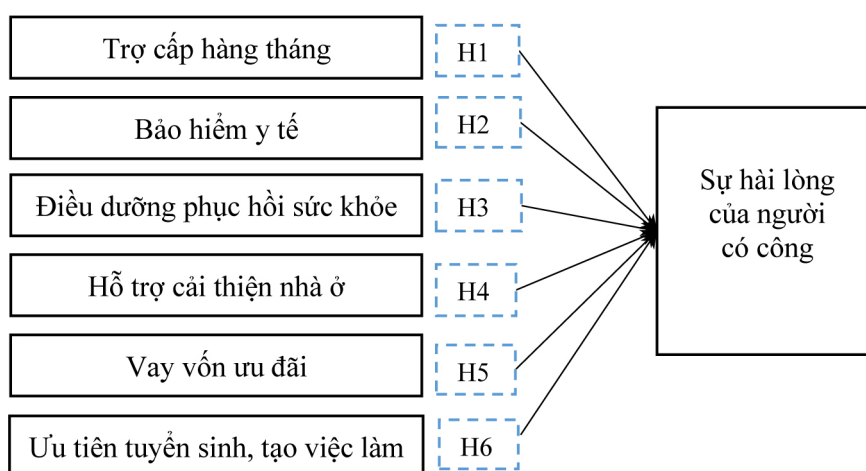 Trợ cấp hàng tháng
H1
Bảo hiểm y tế
H2
Điều dưỡng phục hồi sức khỏe
H3
Hỗ trợ cải thiện nhà ở
H4
Vay vốn ưu đãi
H5
Ưu tiên tuyển sinh, tạo việc làm
H6
Sự hài lòng
của người
có công